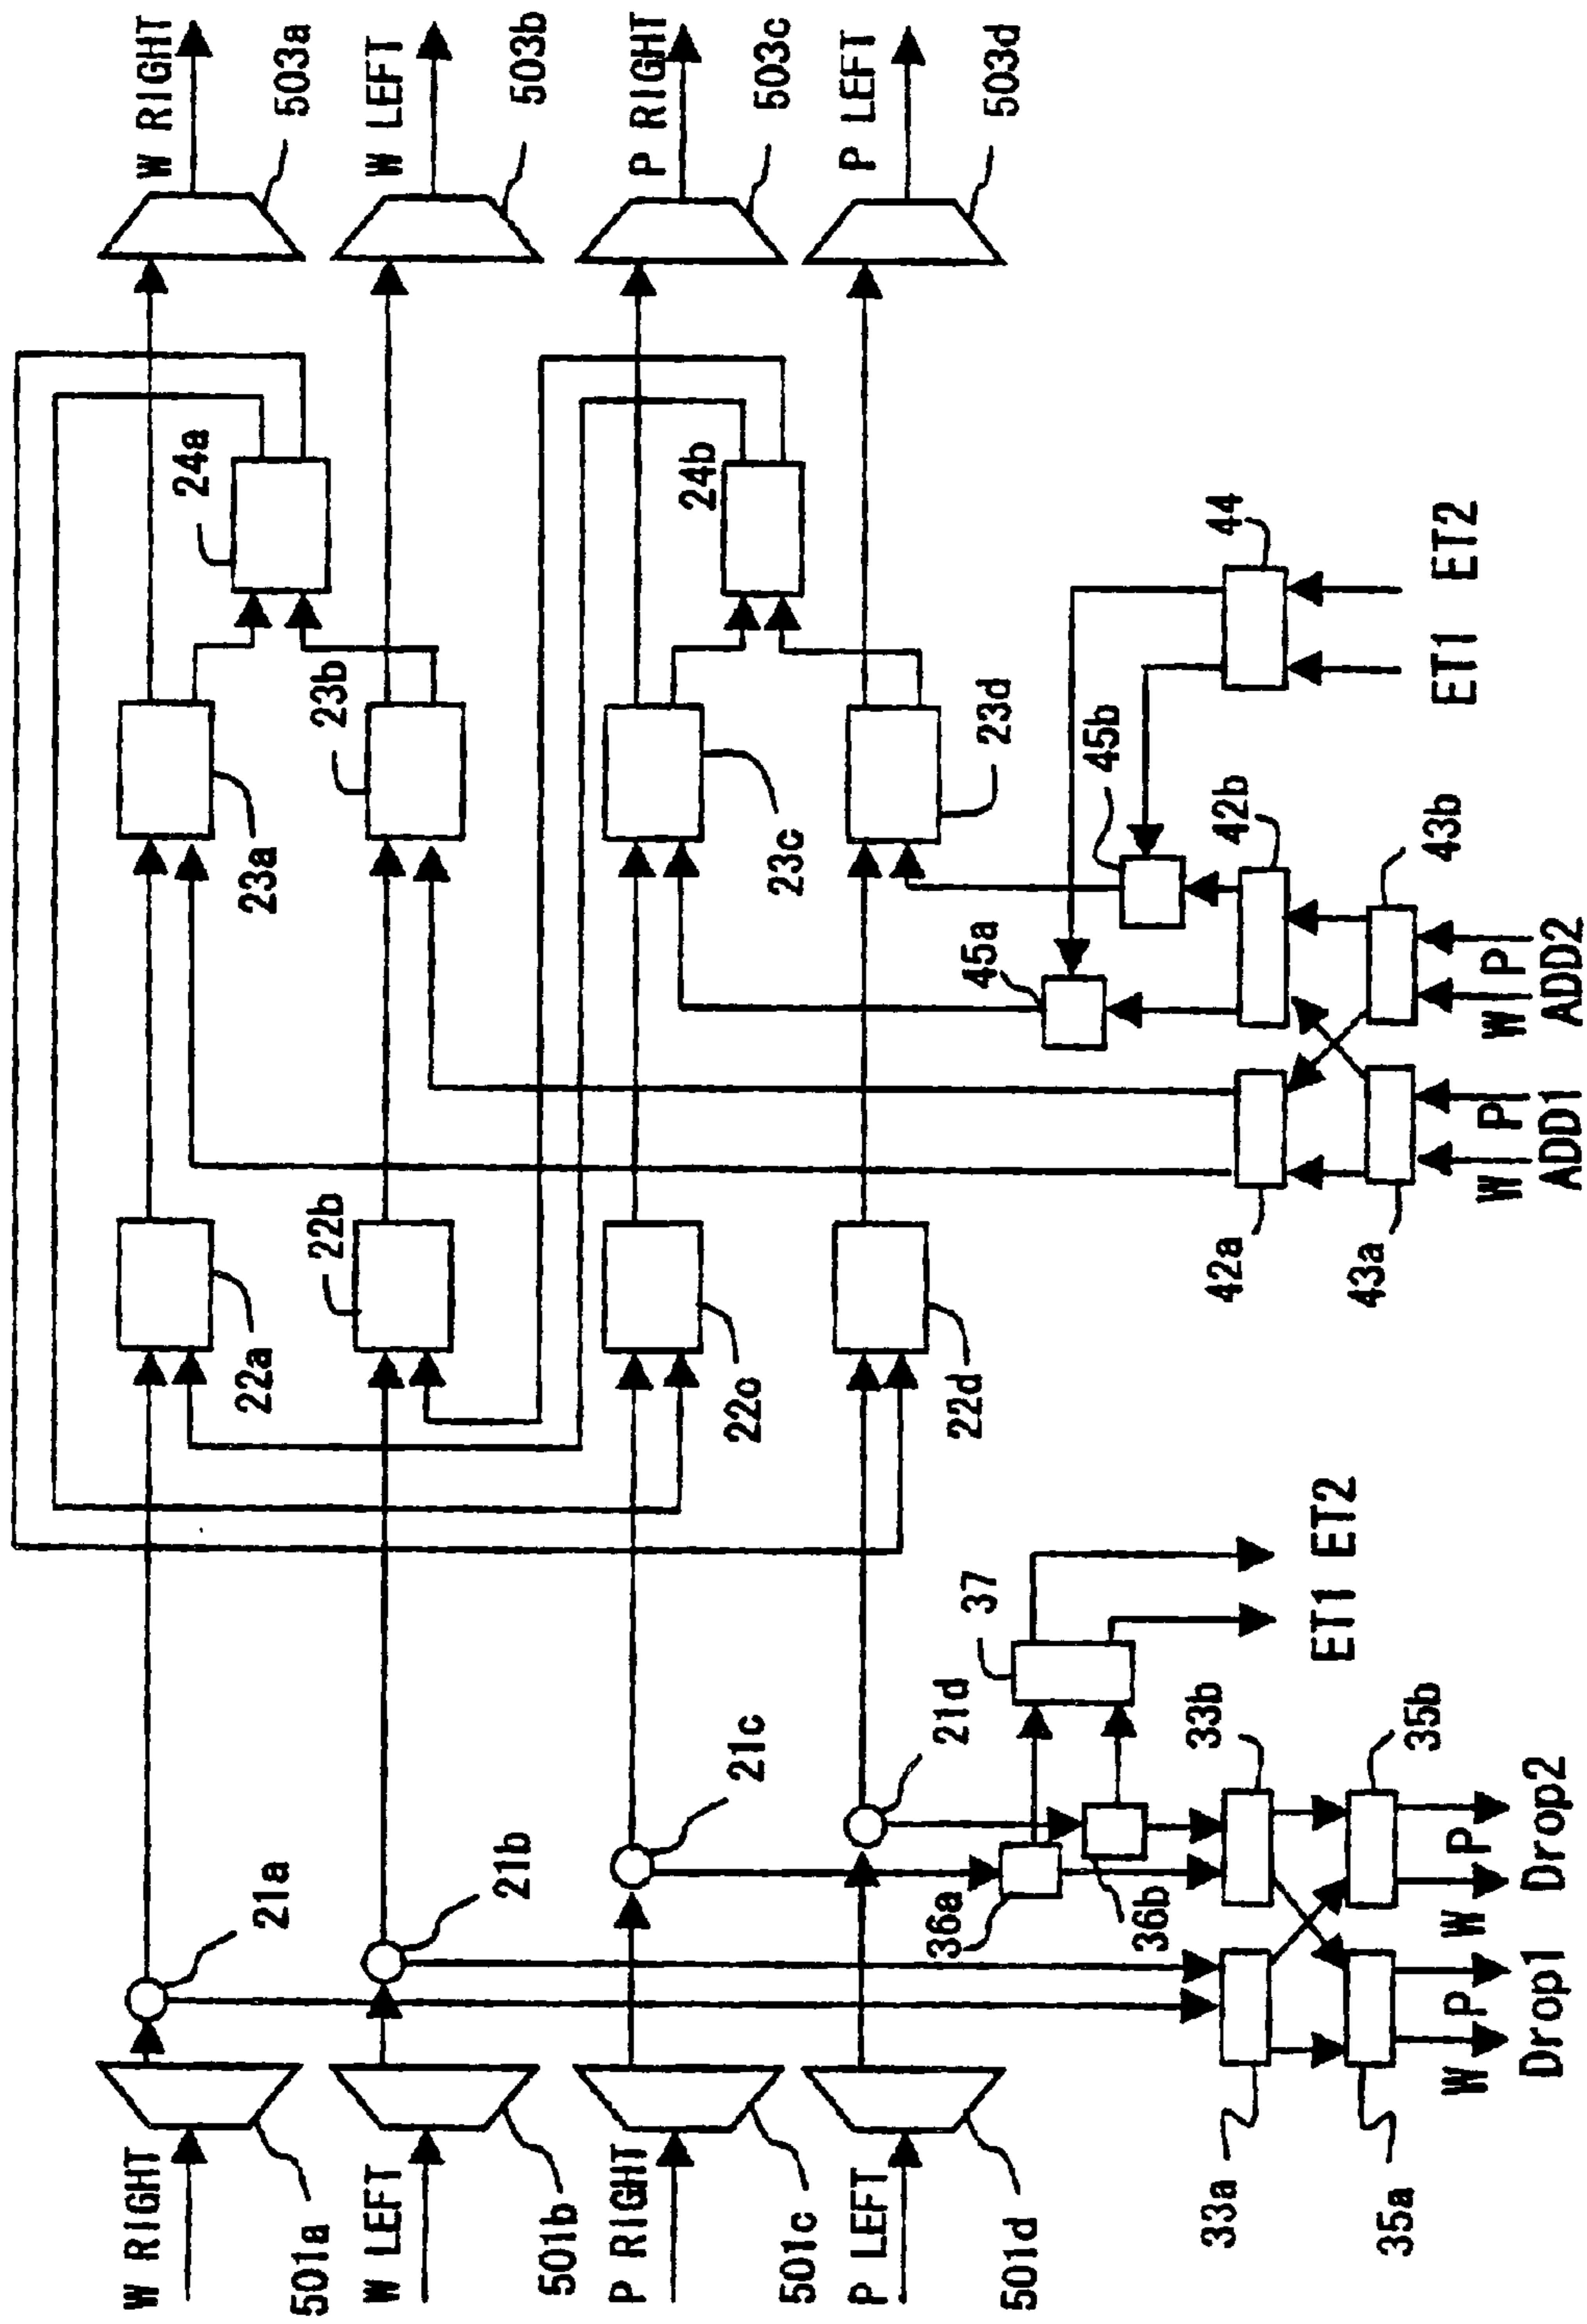 W RIGHT
503a
W LEFT
503b
P RIGHT
503c
P LEFT
503d
24a
24b
23a
23b
23c
23d
44
ET1 ET2
45a
45b
42b
43b
W P
ADD2
22a
22b
22c
22d
42a
43a
W P
ADD1
37
ET1 ET2
21a
21b
21c
21d
36a
36b
33b
35b
W P
Drop2
W P
Drop1
33a
35a
W RIGHT
501a
W LEFT
501b
P RIGHT
501c
P LEFT
501d